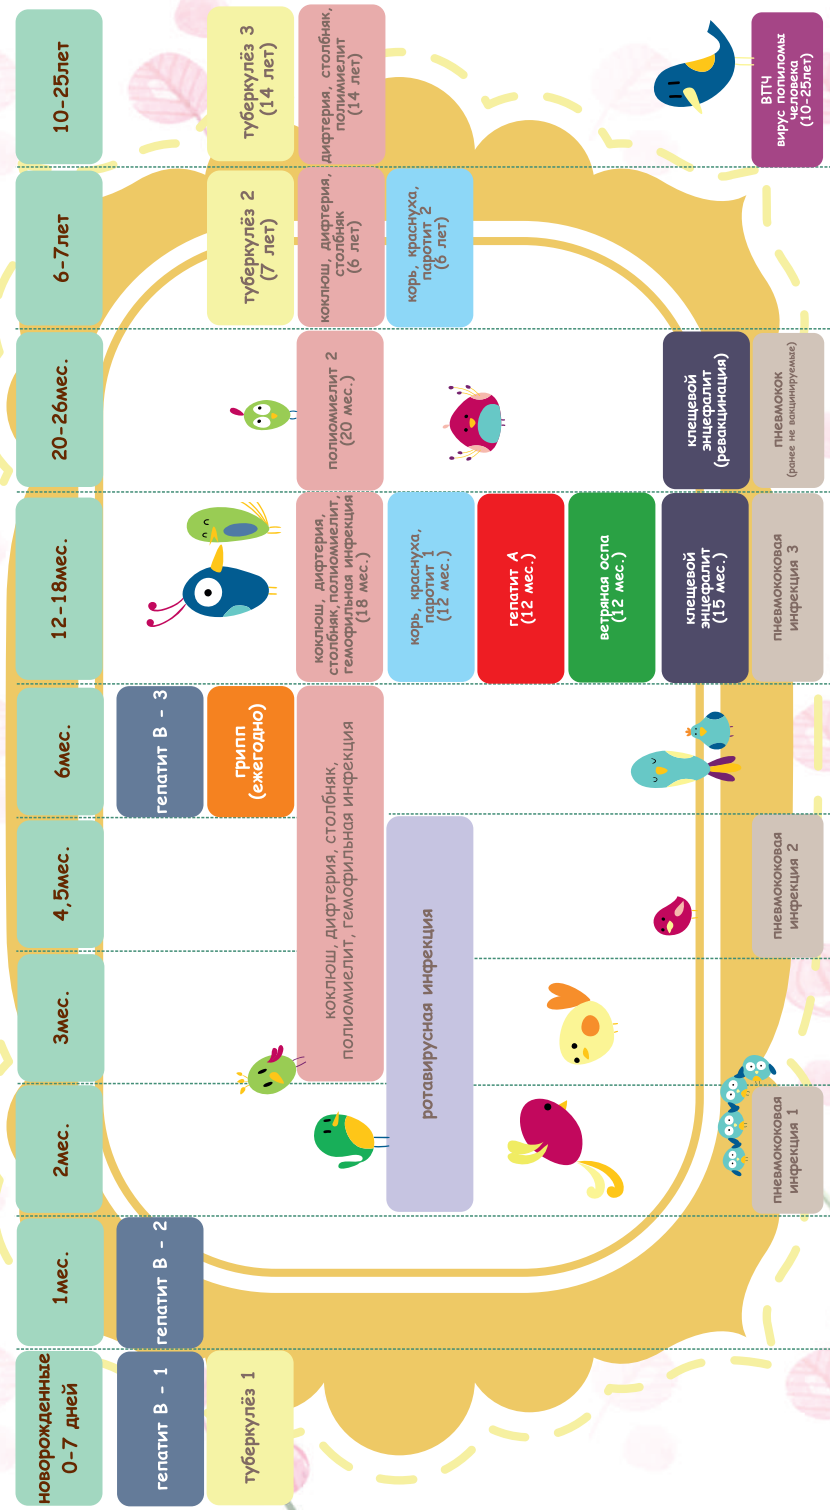 новорожденные
0-7 дней
1мес.
2мес.
3мес.
4,5мес.
6мес.
12-18мес.
20-26мес.
6-7лет
10-25лет
гепатит В - 1
гепатит В - 2
гепатит В - 3
туберкулёз 1
грипп
(ежегодно)
туберкулёз 2
(7 лет)
туберкулёз 3
(14 лет)
коклюш, дифтерия, столбняк,
полиомиелит, гемофильная инфекция
коклюш, дифтерия,
столбняк,полиомиелит,
гемофильная инфекция
(18 мес.)
полиомиелит 2
(20 мес.)
коклюш, дифтерия,
столбняк
(6 лет)
дифтерия, столбняк,
полимиелит
(14 лет)
ротавирусная инфекция
корь, краснуха,
паротит 1
(12 мес.)
корь, краснуха,
паротит 2
(6 лет)
гепатит А
(12 мес.)
ветряная оспа
(12 мес.)
клещевой
энцефалит
(15 мес.)
клещевой
энцефалит
(ревакцинация)
пневмококовая
инфекция 1
пневмококовая
инфекция 2
пневмококовая
инфекция 3
пневмокок
(ранее не вакцинируемые)
ВПЧ
вирус попиломы
человека
(10-25лет)